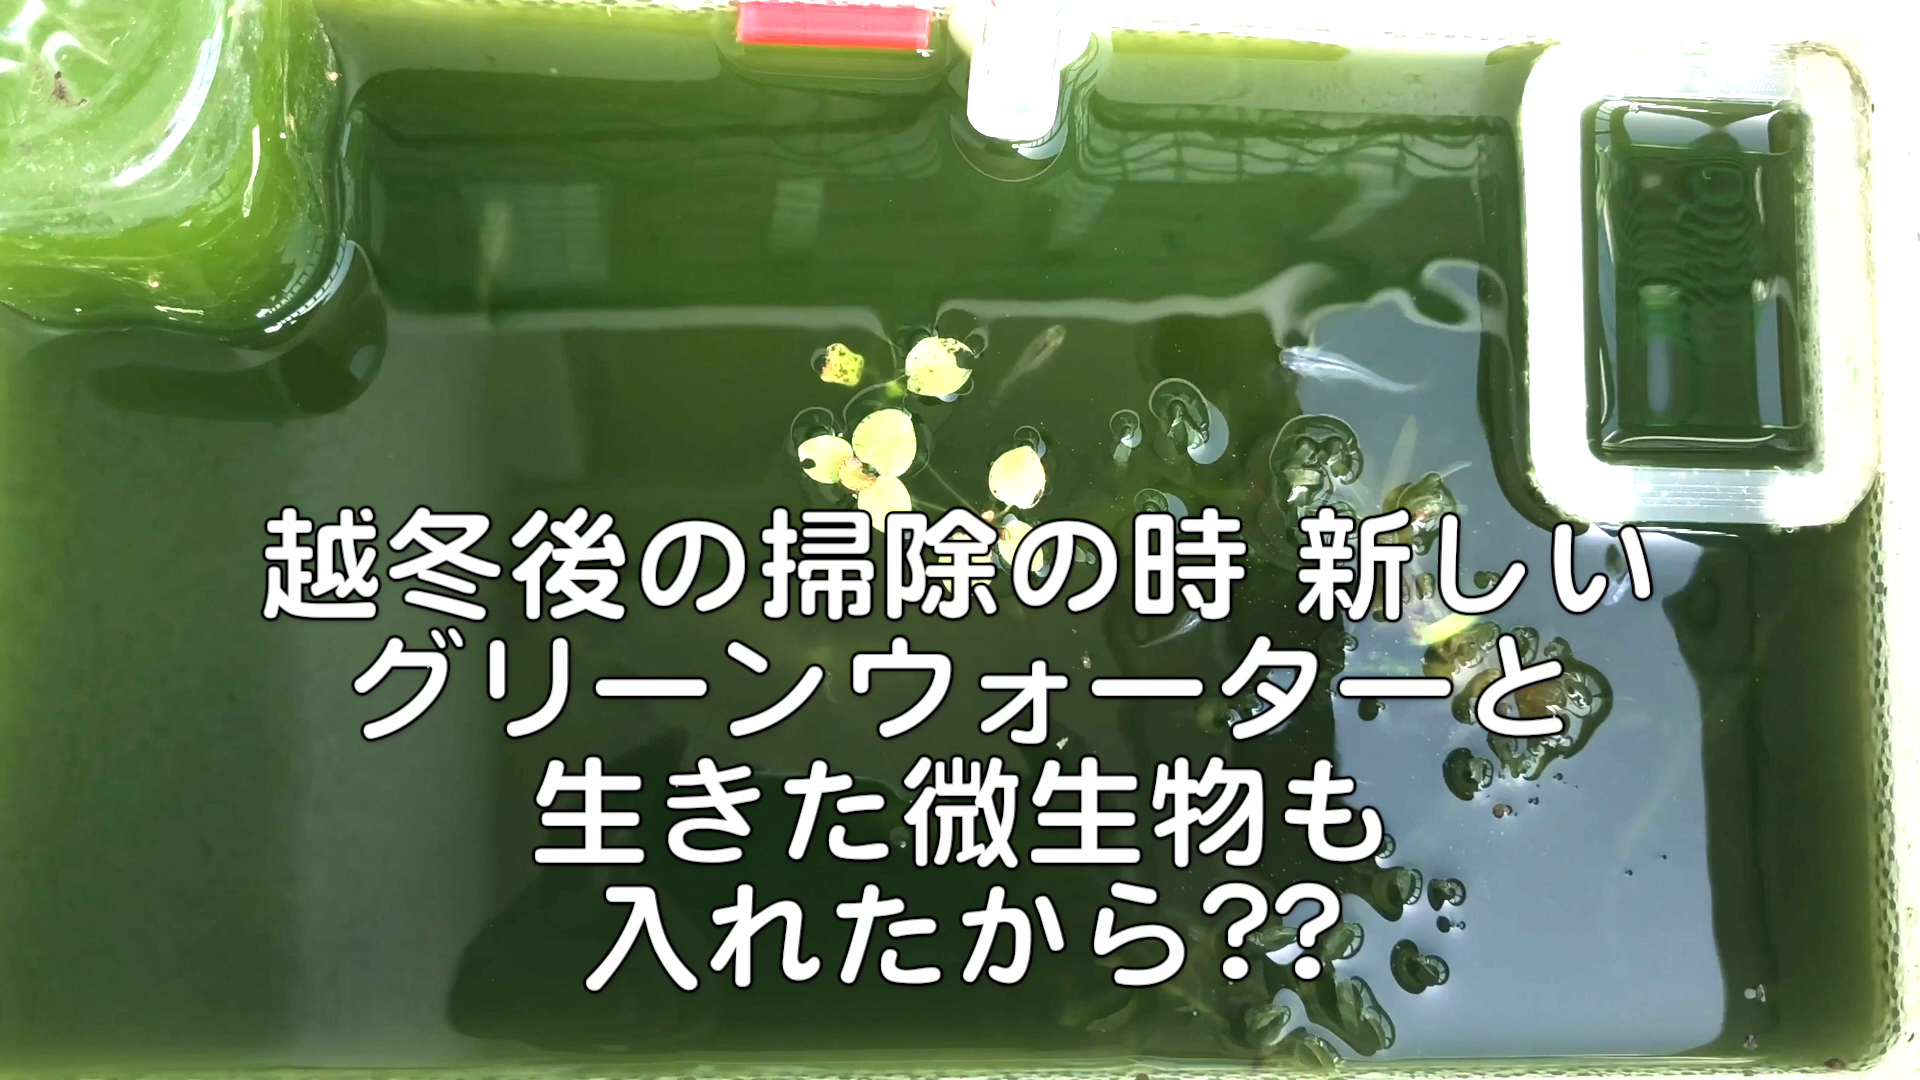 越冬後の掃除の時 新しい
グリーンウォーターと
生きた微生物も
入れたから??